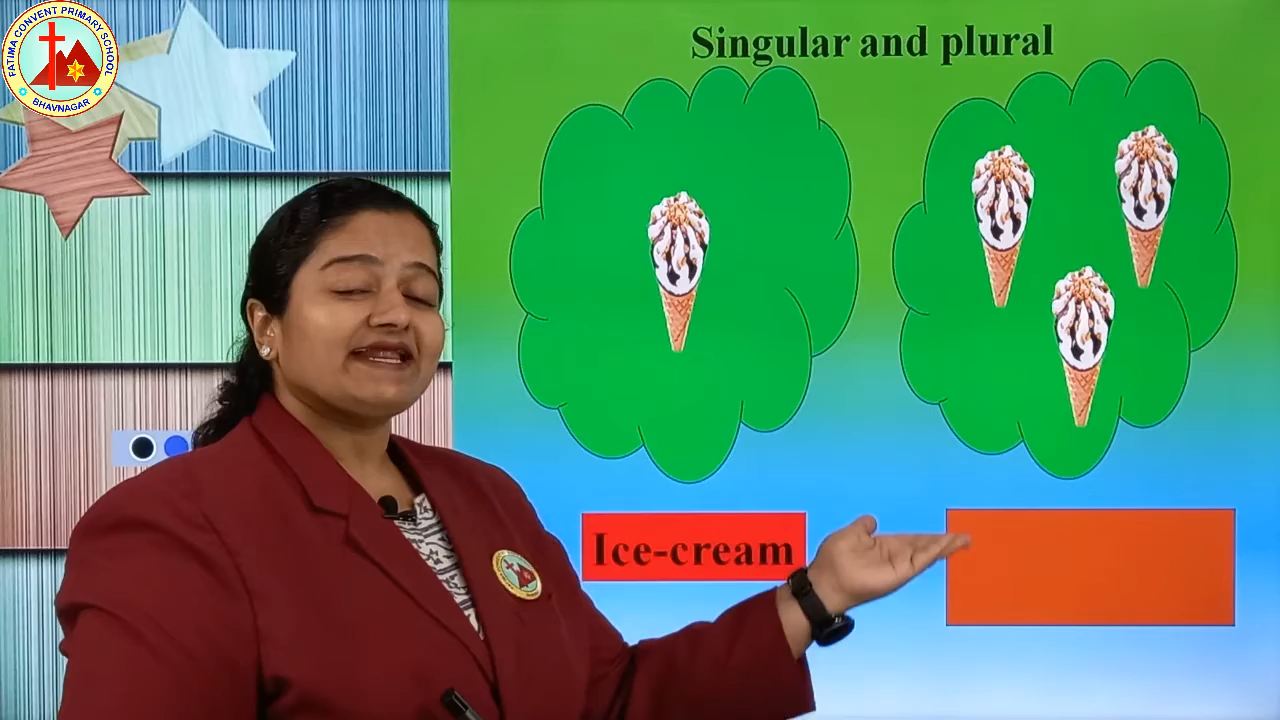 FATIMA CONVENT PRIMARY SCHOOL
BHAVNAGAR
Singular and plural
Ice-cream